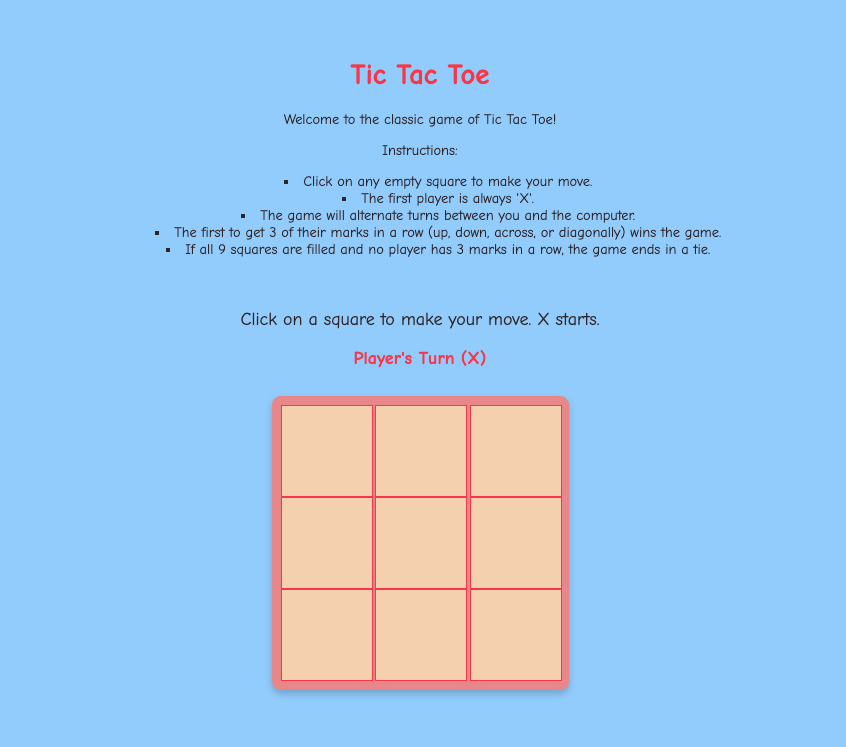 Tic Tac Toe
Welcome to the classic game of Tic Tac Toe!
Instructions:
▪ Click on any empty square to make your move.
▪ The first player is always 'X'.
▪ The game will alternate turns between you and the computer.
▪ The first to get 3 of their marks in a row (up, down, across, or diagonally) wins the game.
▪ If all 9 squares are filled and no player has 3 marks in a row, the game ends in a tie.
Click on a square to make your move. X starts.
Player's Turn (X)